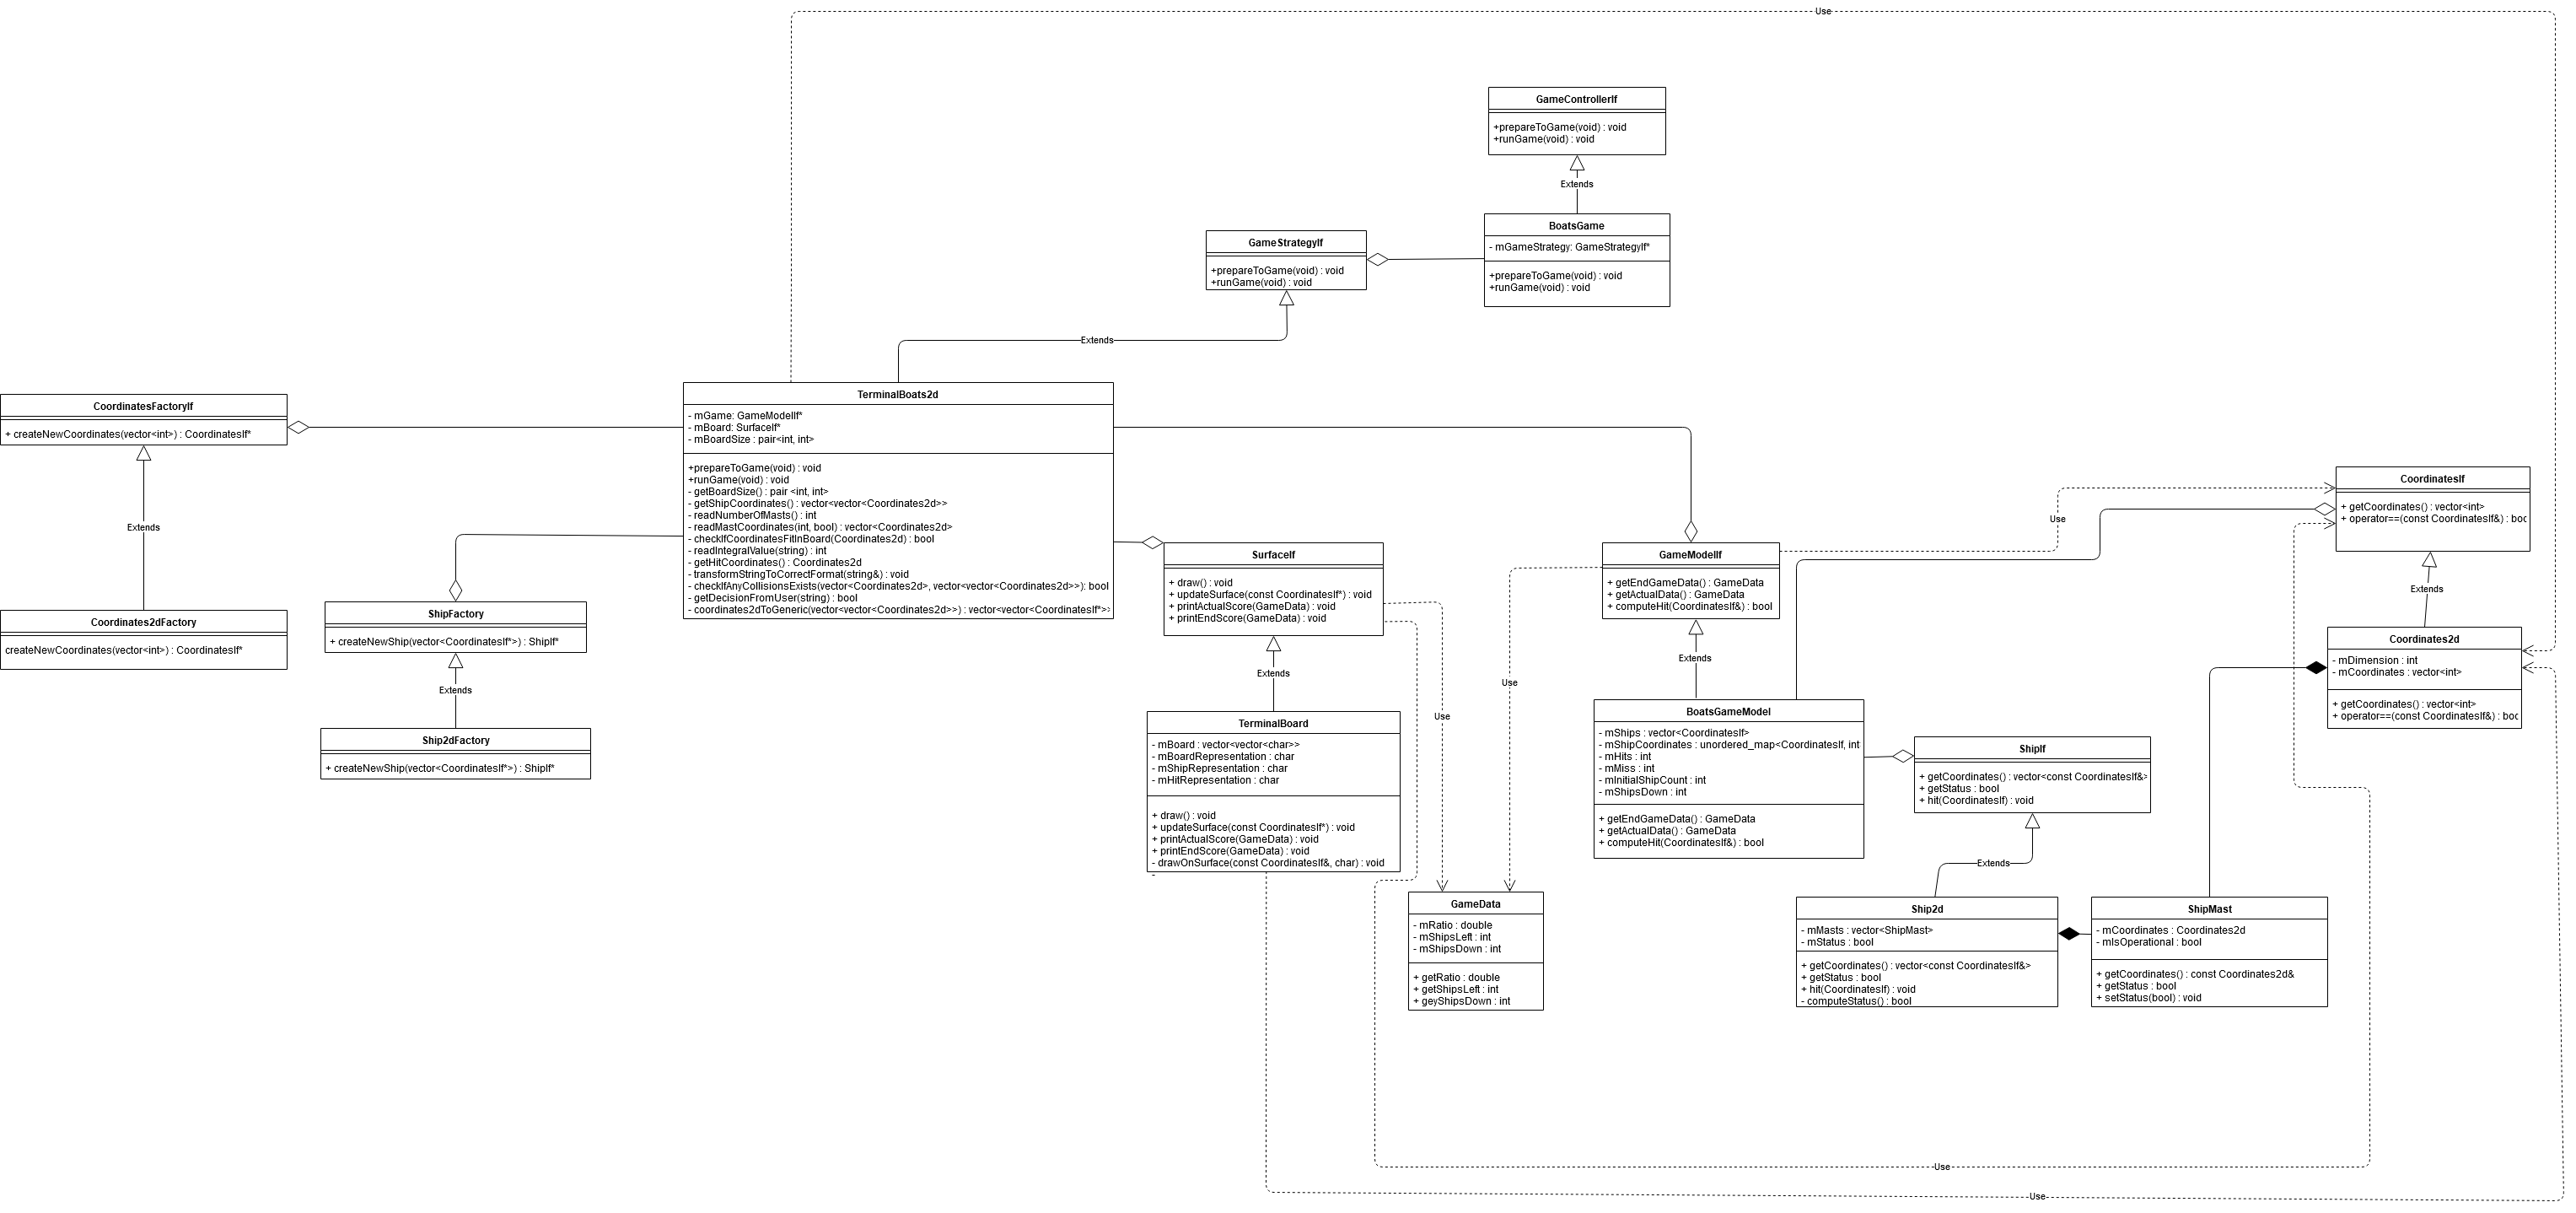 Use
GameControllerIf
+prepareToGame(void) : void
+runGame(void) : void
Extends
BoatsGame
- mGameStrategy: GameStrategyIf*
+prepareToGame(void) : void
+runGame(void) : void
GameStrategyIf
+prepareToGame(void) : void
+runGame(void) : void
Extends
TerminalBoats2d
- mGame: GameModelIf*
- mBoard: SurfaceIf*
- mBoardSize : pair<int, int>
+prepareToGame(void) : void
+runGame(void) : void
- getBoardSize() : pair <int, int>
- getShipCoordinates() : vector<vector<Coordinates2d>>
- readNumberOfMasts() : int
- readMastCoordinates(int, bool) : vector<Coordinates2d>
- checkIfCoordinatesFitInBoard(Coordinates2d) : bool
- readIntegralValue(string) : int
- getHitCoordinates() : Coordinates2d
- transformStringToCorrectFormat(string&) : void
- checkIfAnyCollisionsExists(vector<Coordinates2d>, vector<vector<Coordinates2d>>): bool
- getDecisionFromUser(string) : bool
- coordinates2dToGeneric(vector<vector<Coordinates2d>>) : vector<vector<CoordinatesIf*>>
CoordinatesFactoryIf
+ createNewCoordinates(vector<int>) : CoordinatesIf*
Extends
Coordinates2dFactory
createNewCoordinates(vector<int>) : CoordinatesIf*
ShipFactory
+ createNewShip(vector<CoordinatesIf*>) : ShipIf*
Extends
Ship2dFactory
+ createNewShip(vector<CoordinatesIf*>) : ShipIf*
SurfaceIf
+ draw() : void
+ updateSurface(const CoordinatesIf*) : void
+ printActualScore(GameData) : void
+ printEndScore(GameData) : void
Extends
TerminalBoard
- mBoard : vector<vector<char>>
- mBoardRepresentation : char
- mShipRepresentation : char
- mHitRepresentation : char
+ draw() : void
+ updateSurface(const CoordinatesIf*) : void
+ printActualScore(GameData) : void
+ printEndScore(GameData) : void
- drawOnSurface(const CoordinatesIf&, char) : void
-
Use
Use
GameData
- mRatio : double
- mShipsLeft : int
- mShipsDown : int
+ getRatio : double
+ getShipsLeft : int
+ geyShipsDown : int
GameModelIf
+ getEndGameData() : GameData
+ getActualData() : GameData
+ computeHit(CoordinatesIf&) : bool
Extends
BoatsGameModel
- mShips : vector<CoordinatesIf>
- mShipCoordinates : unordered_map<CoordinatesIf, int
- mHits : int
- mMiss : int
- mInitialShipCount : int
- mShipsDown : int
+ getEndGameData() : GameData
+ getActualData() : GameData
+ computeHit(CoordinatesIf&) : bool
Use
ShipIf
+ getCoordinates() : vector<const CoordinatesIf&>
+ getStatus : bool
+ hit(CoordinatesIf) : void
Extends
Ship2d
- mMasts : vector<ShipMast>
- mStatus : bool
+ getCoordinates() : vector<const CoordinatesIf&>
+ getStatus : bool
+ hit(CoordinatesIf) : void
- computeStatus() : bool
ShipMast
- mCoordinates : Coordinates2d
- mIsOperational : bool
+ getCoordinates() : const Coordinates2d&
+ getStatus : bool
+ setStatus(bool) : void
CoordinatesIf
+ getCoordinates() : vector<int>
+ operator==(const CoordinatesIf&) : boo
Extends
Coordinates2d
- mDimension : int
- mCoordinates : vector<int>
+ getCoordinates() : vector<int>
+ operator==(const CoordinatesIf&) : boo
Use
Use